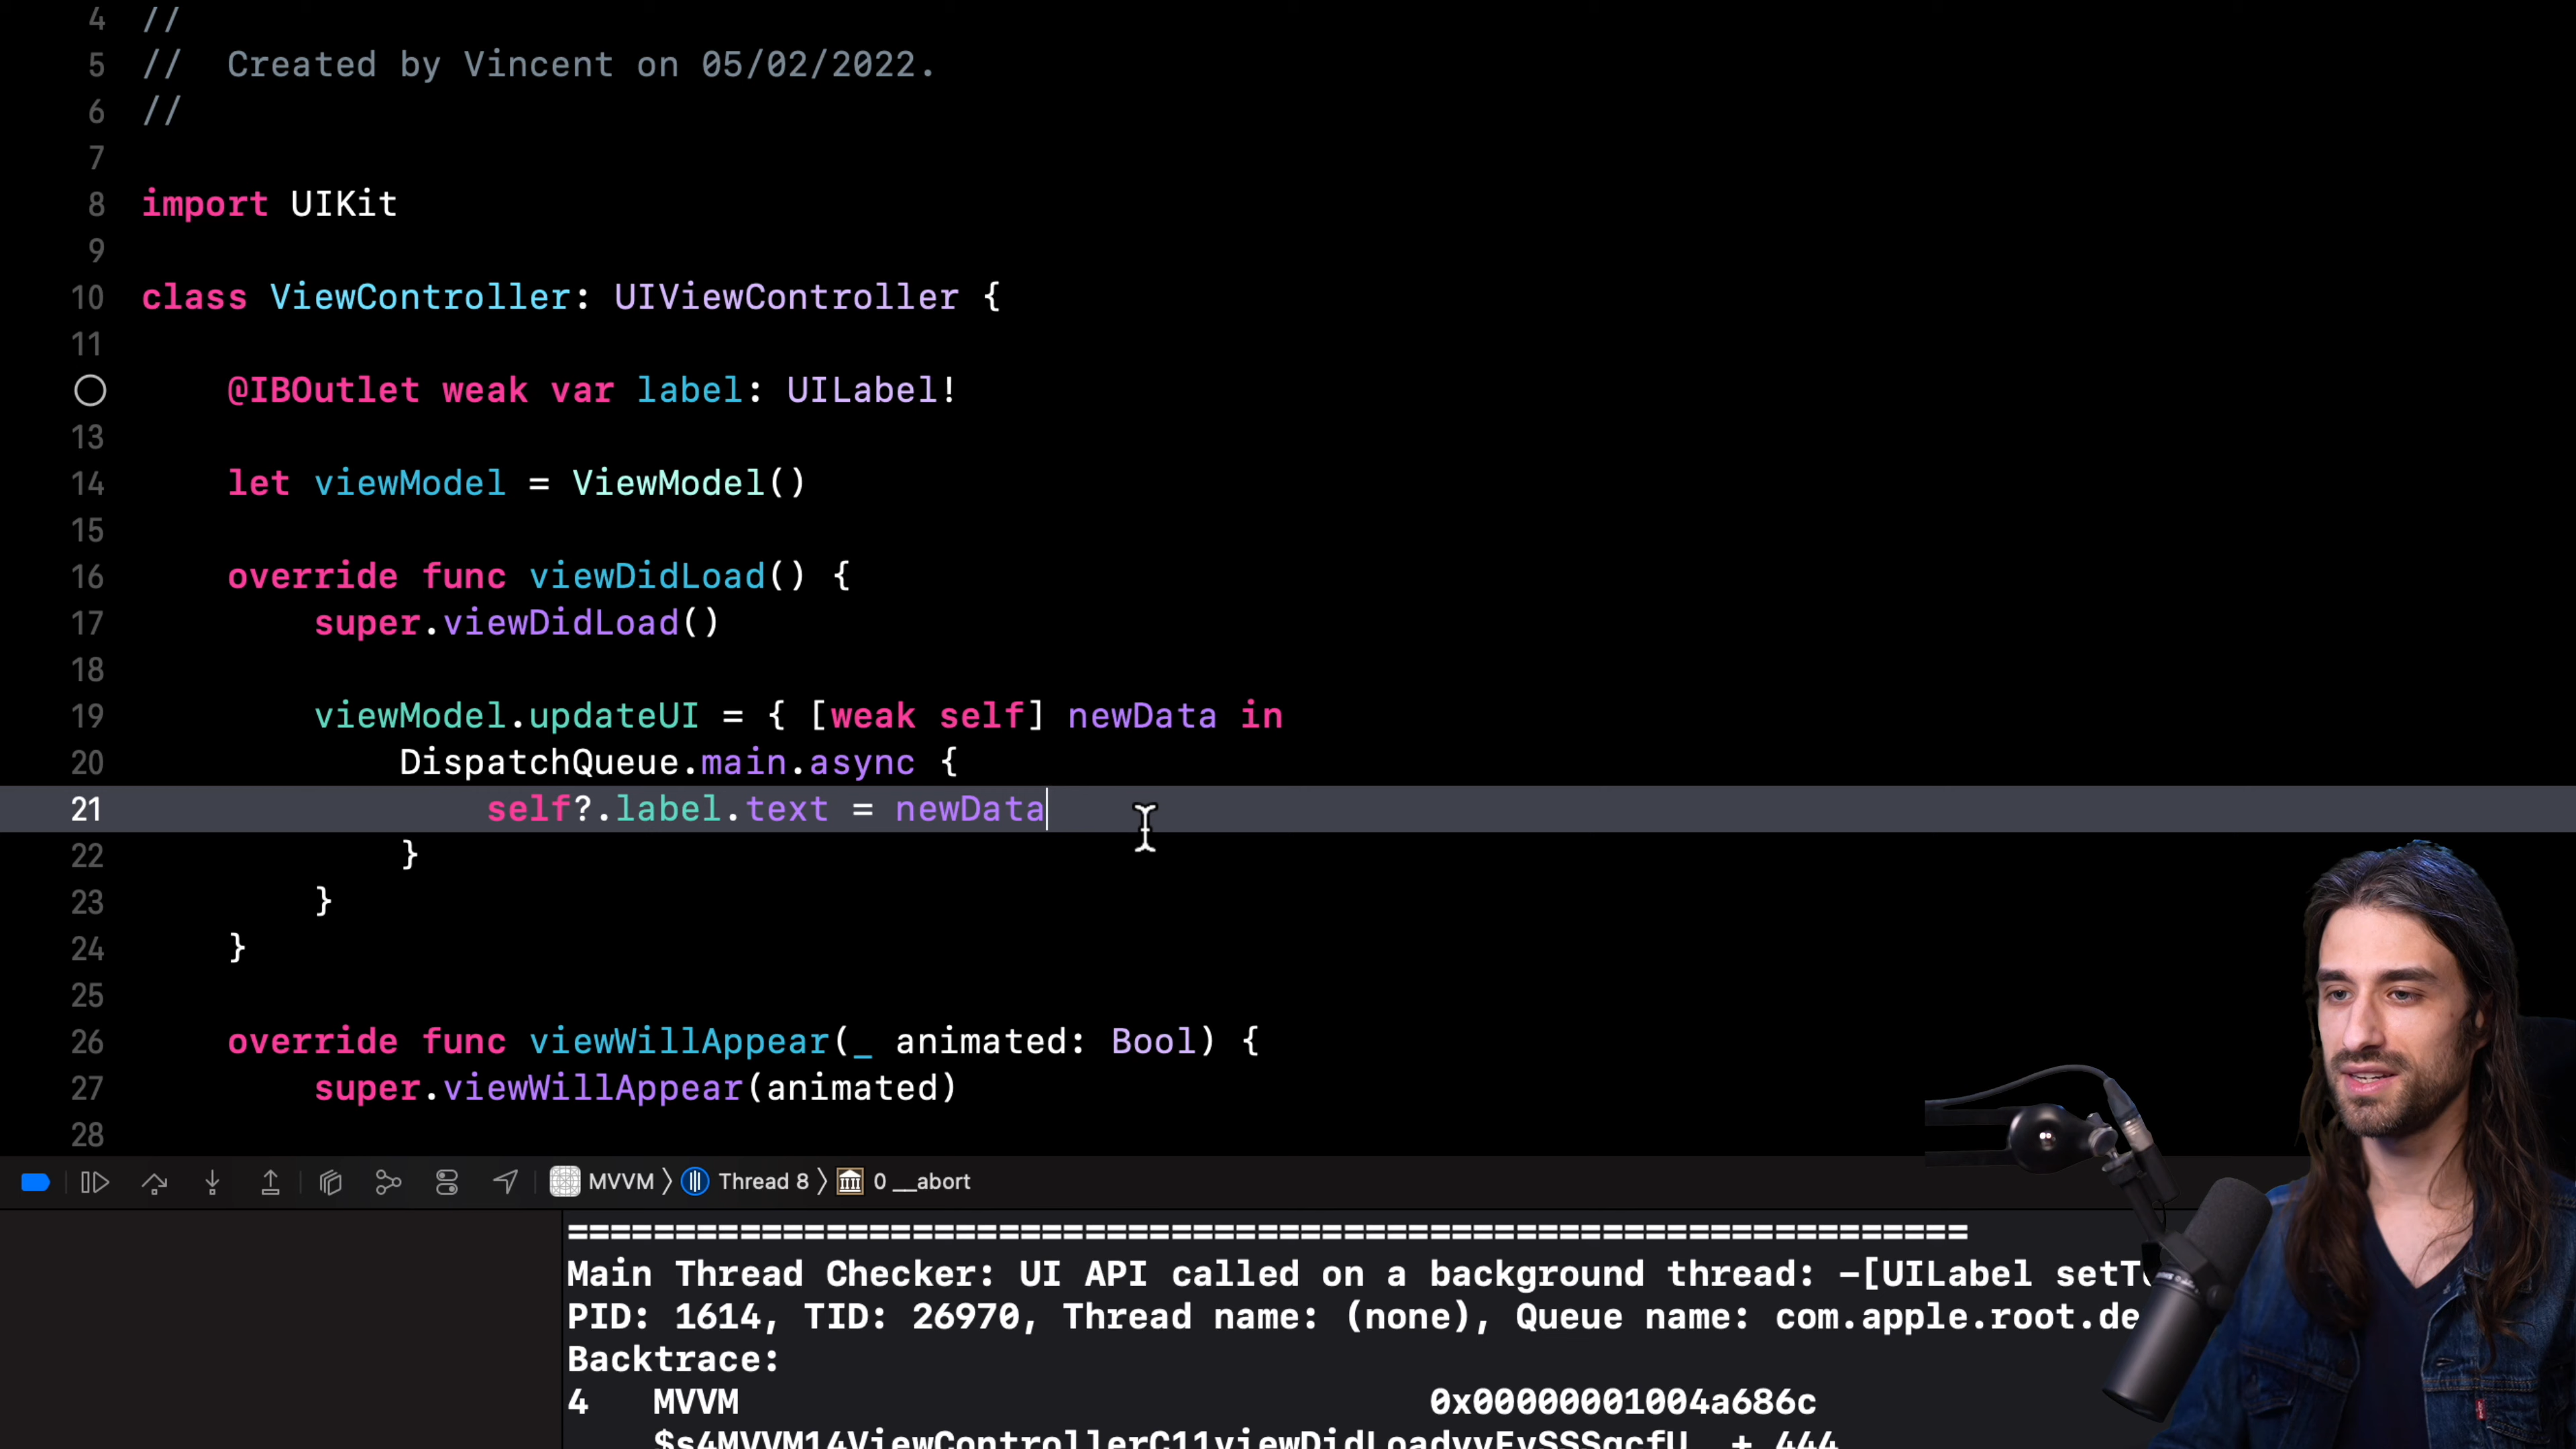 4 //
5 // Created by Vincent on 05/02/2022.
6 //
7
8 import UIKit
9
10 class ViewController: UIViewController {
11
@IBOutlet weak var label: UILabel!
13
14 let viewModel = ViewModel()
15
16 override func viewDidLoad() {
17 super.viewDidLoad()
18
19 viewModel.updateUI = { [weak self] newData in
20 DispatchQueue.main.async {
21 self?.label.text = newData
22 }
23 }
24 }
25
26 override func viewWillAppear(_ animated: Bool) {
27 super.viewWillAppear(animated)
28
MVVM 〉 Thread 8 〉 0 __abort
=================================================================
Main Thread Checker: UI API called on a background thread: -[UILabel
PID: 1614, TID: 26970, Thread name: (none), Queue name: com.apple.root.de
Backtrace:
4 MVVM 0x00000001004a686c